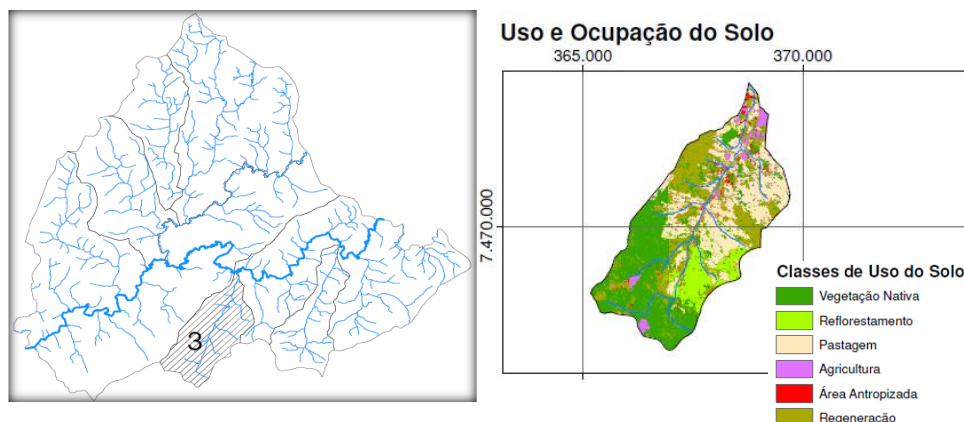 3
Uso e Ocupação do Solo
365.000 370.000
7.470.000
Classes de Uso do Solo
Vegetação Nativa
Reflorestamento
Pastagem
Agricultura
Área Antropizada
Regeneração